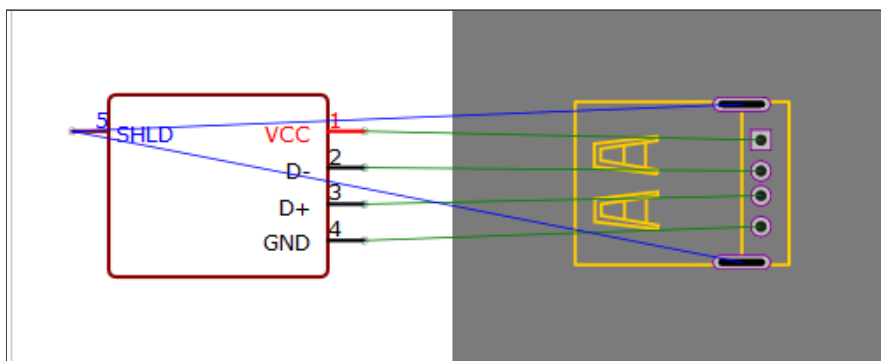 5 SHLD VCC 1
D- 2
D+ 3
GND 4
A
A